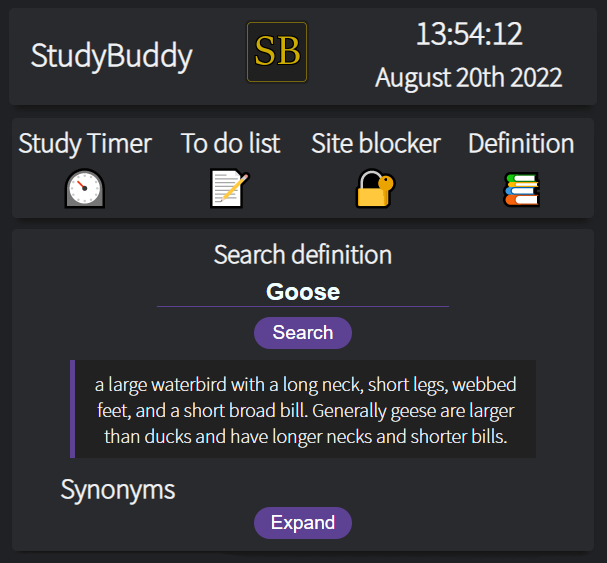 StudyBuddy
SB
13:54:12
August 20th 2022
Study Timer
To do list
Site blocker
Definition
Search definition
Goose
Search
a large waterbird with a long neck, short legs, webbed
feet, and a short broad bill. Generally geese are larger
than ducks and have longer necks and shorter bills.
Synonyms
Expand